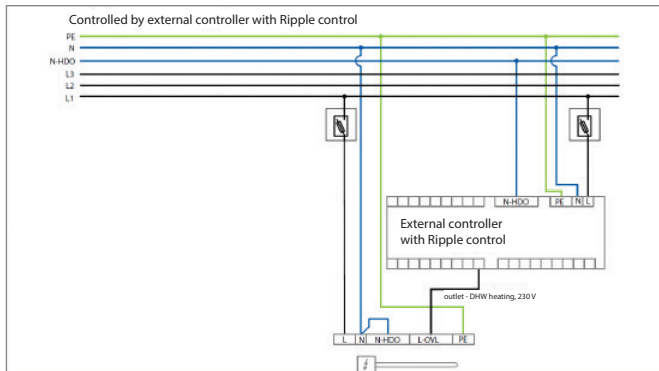 Controlled by external controller with Ripple control
PE
N
N-HDO
L3
L2
L1
N-HDO PE N L
External controller
with Ripple control
outlet - DHW heating, 230 V
L N N-HDO L-OVL PE